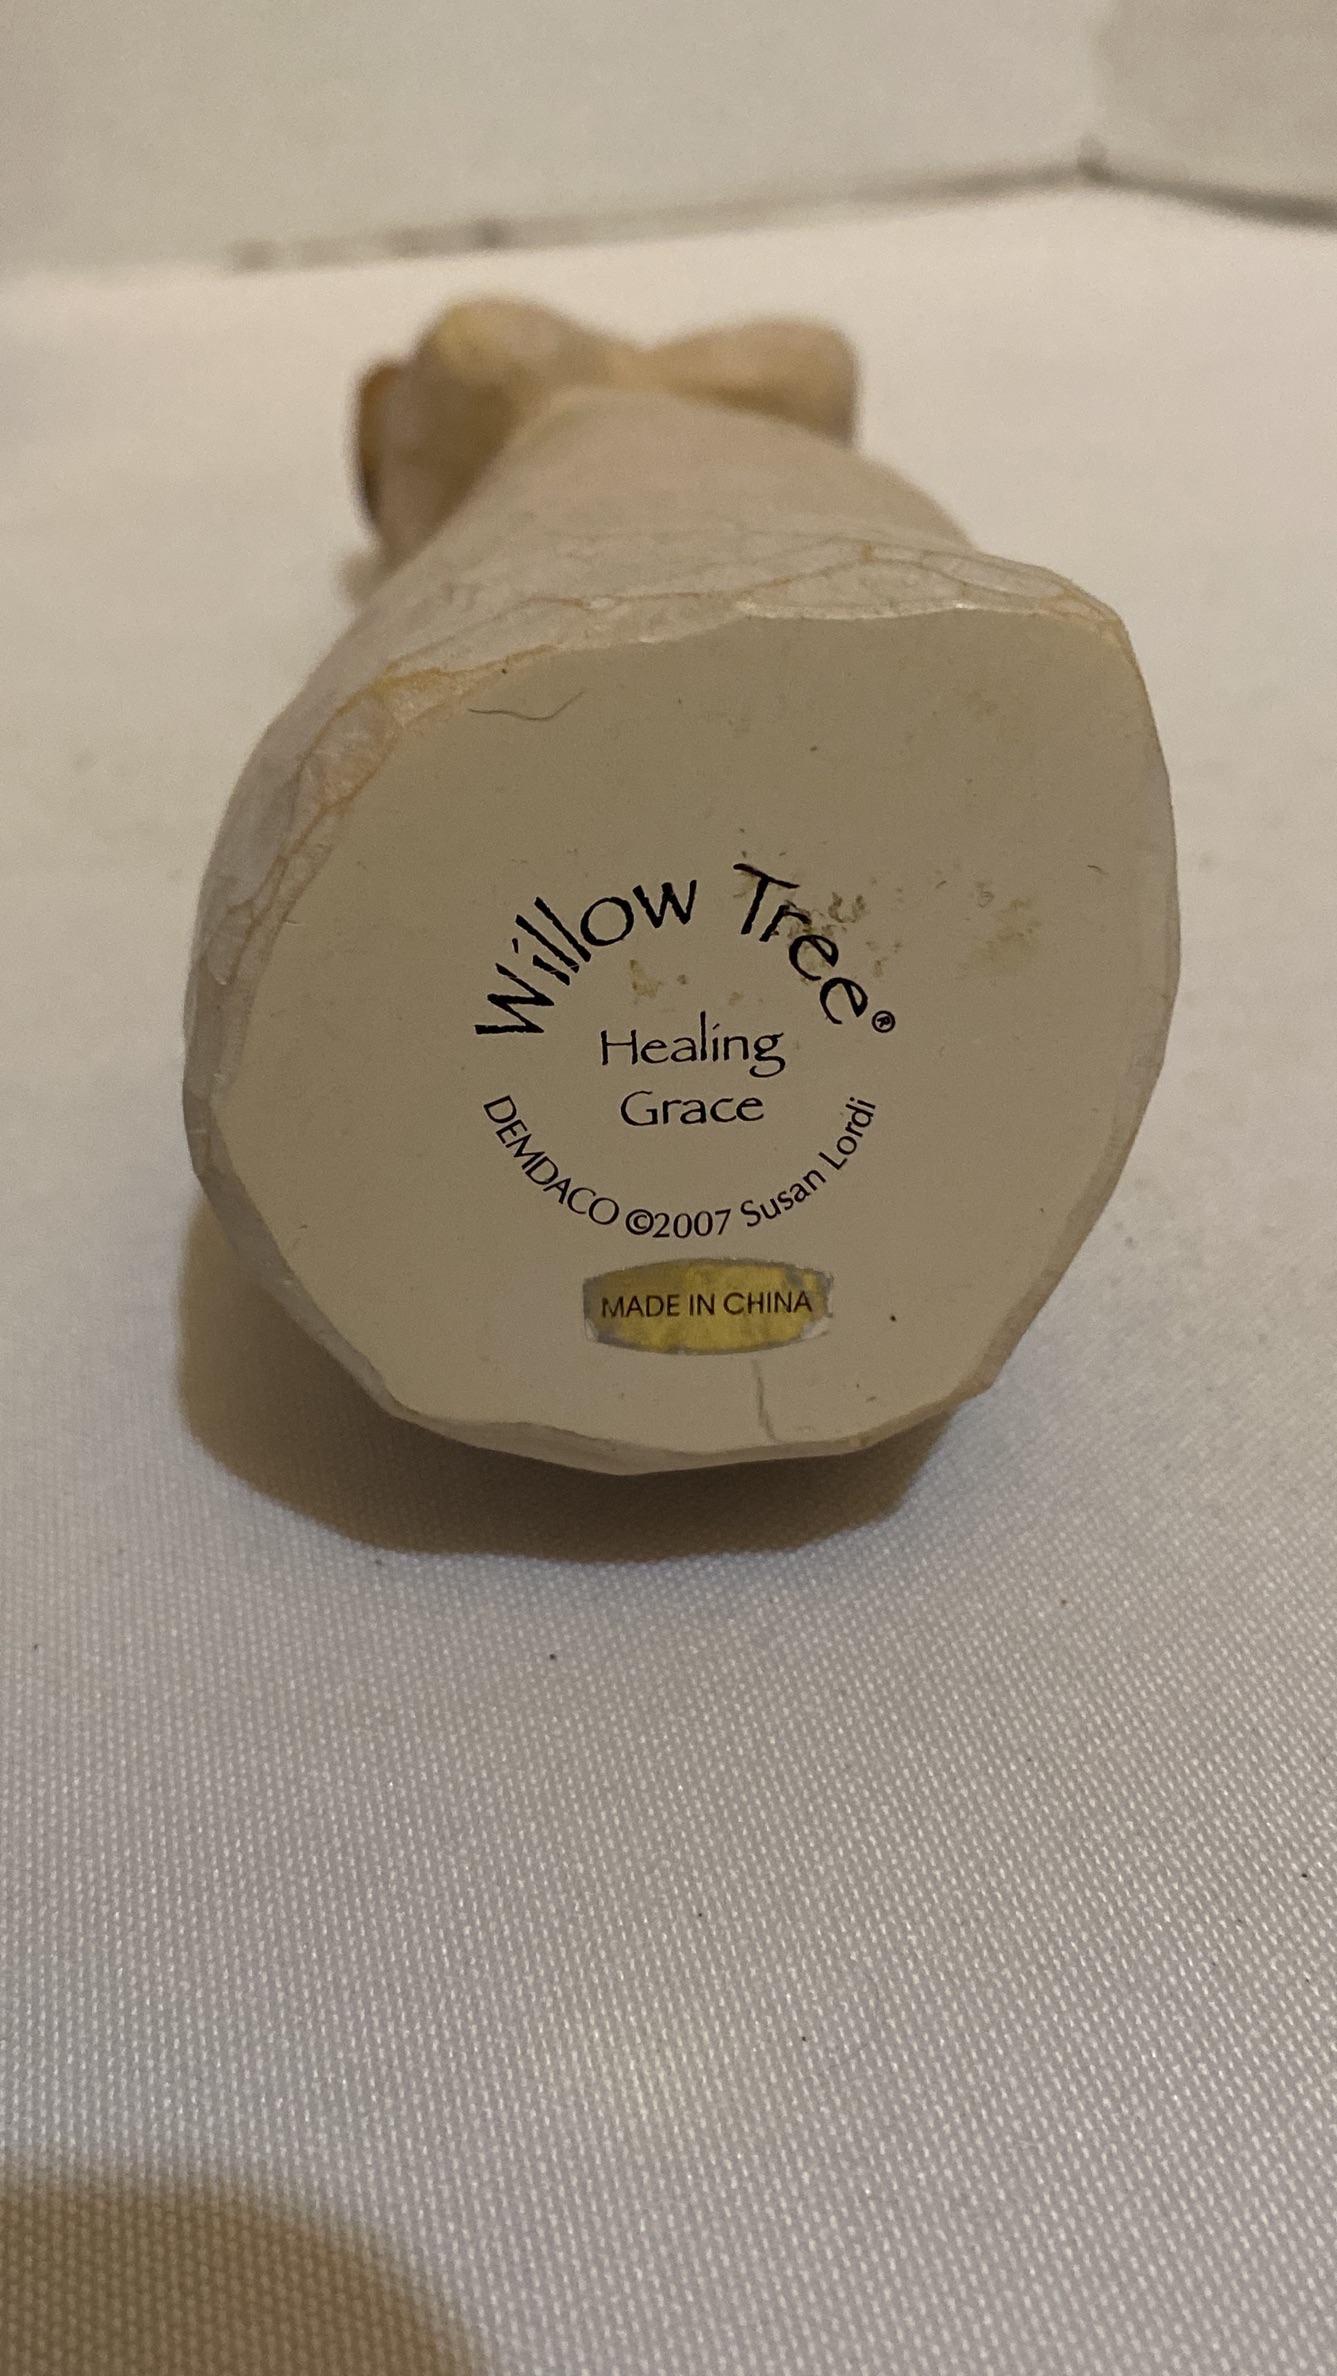 Willow Tree®
Healing
Grace
DEMDACO ©2007 Susan Lordi
MADE IN CHINA